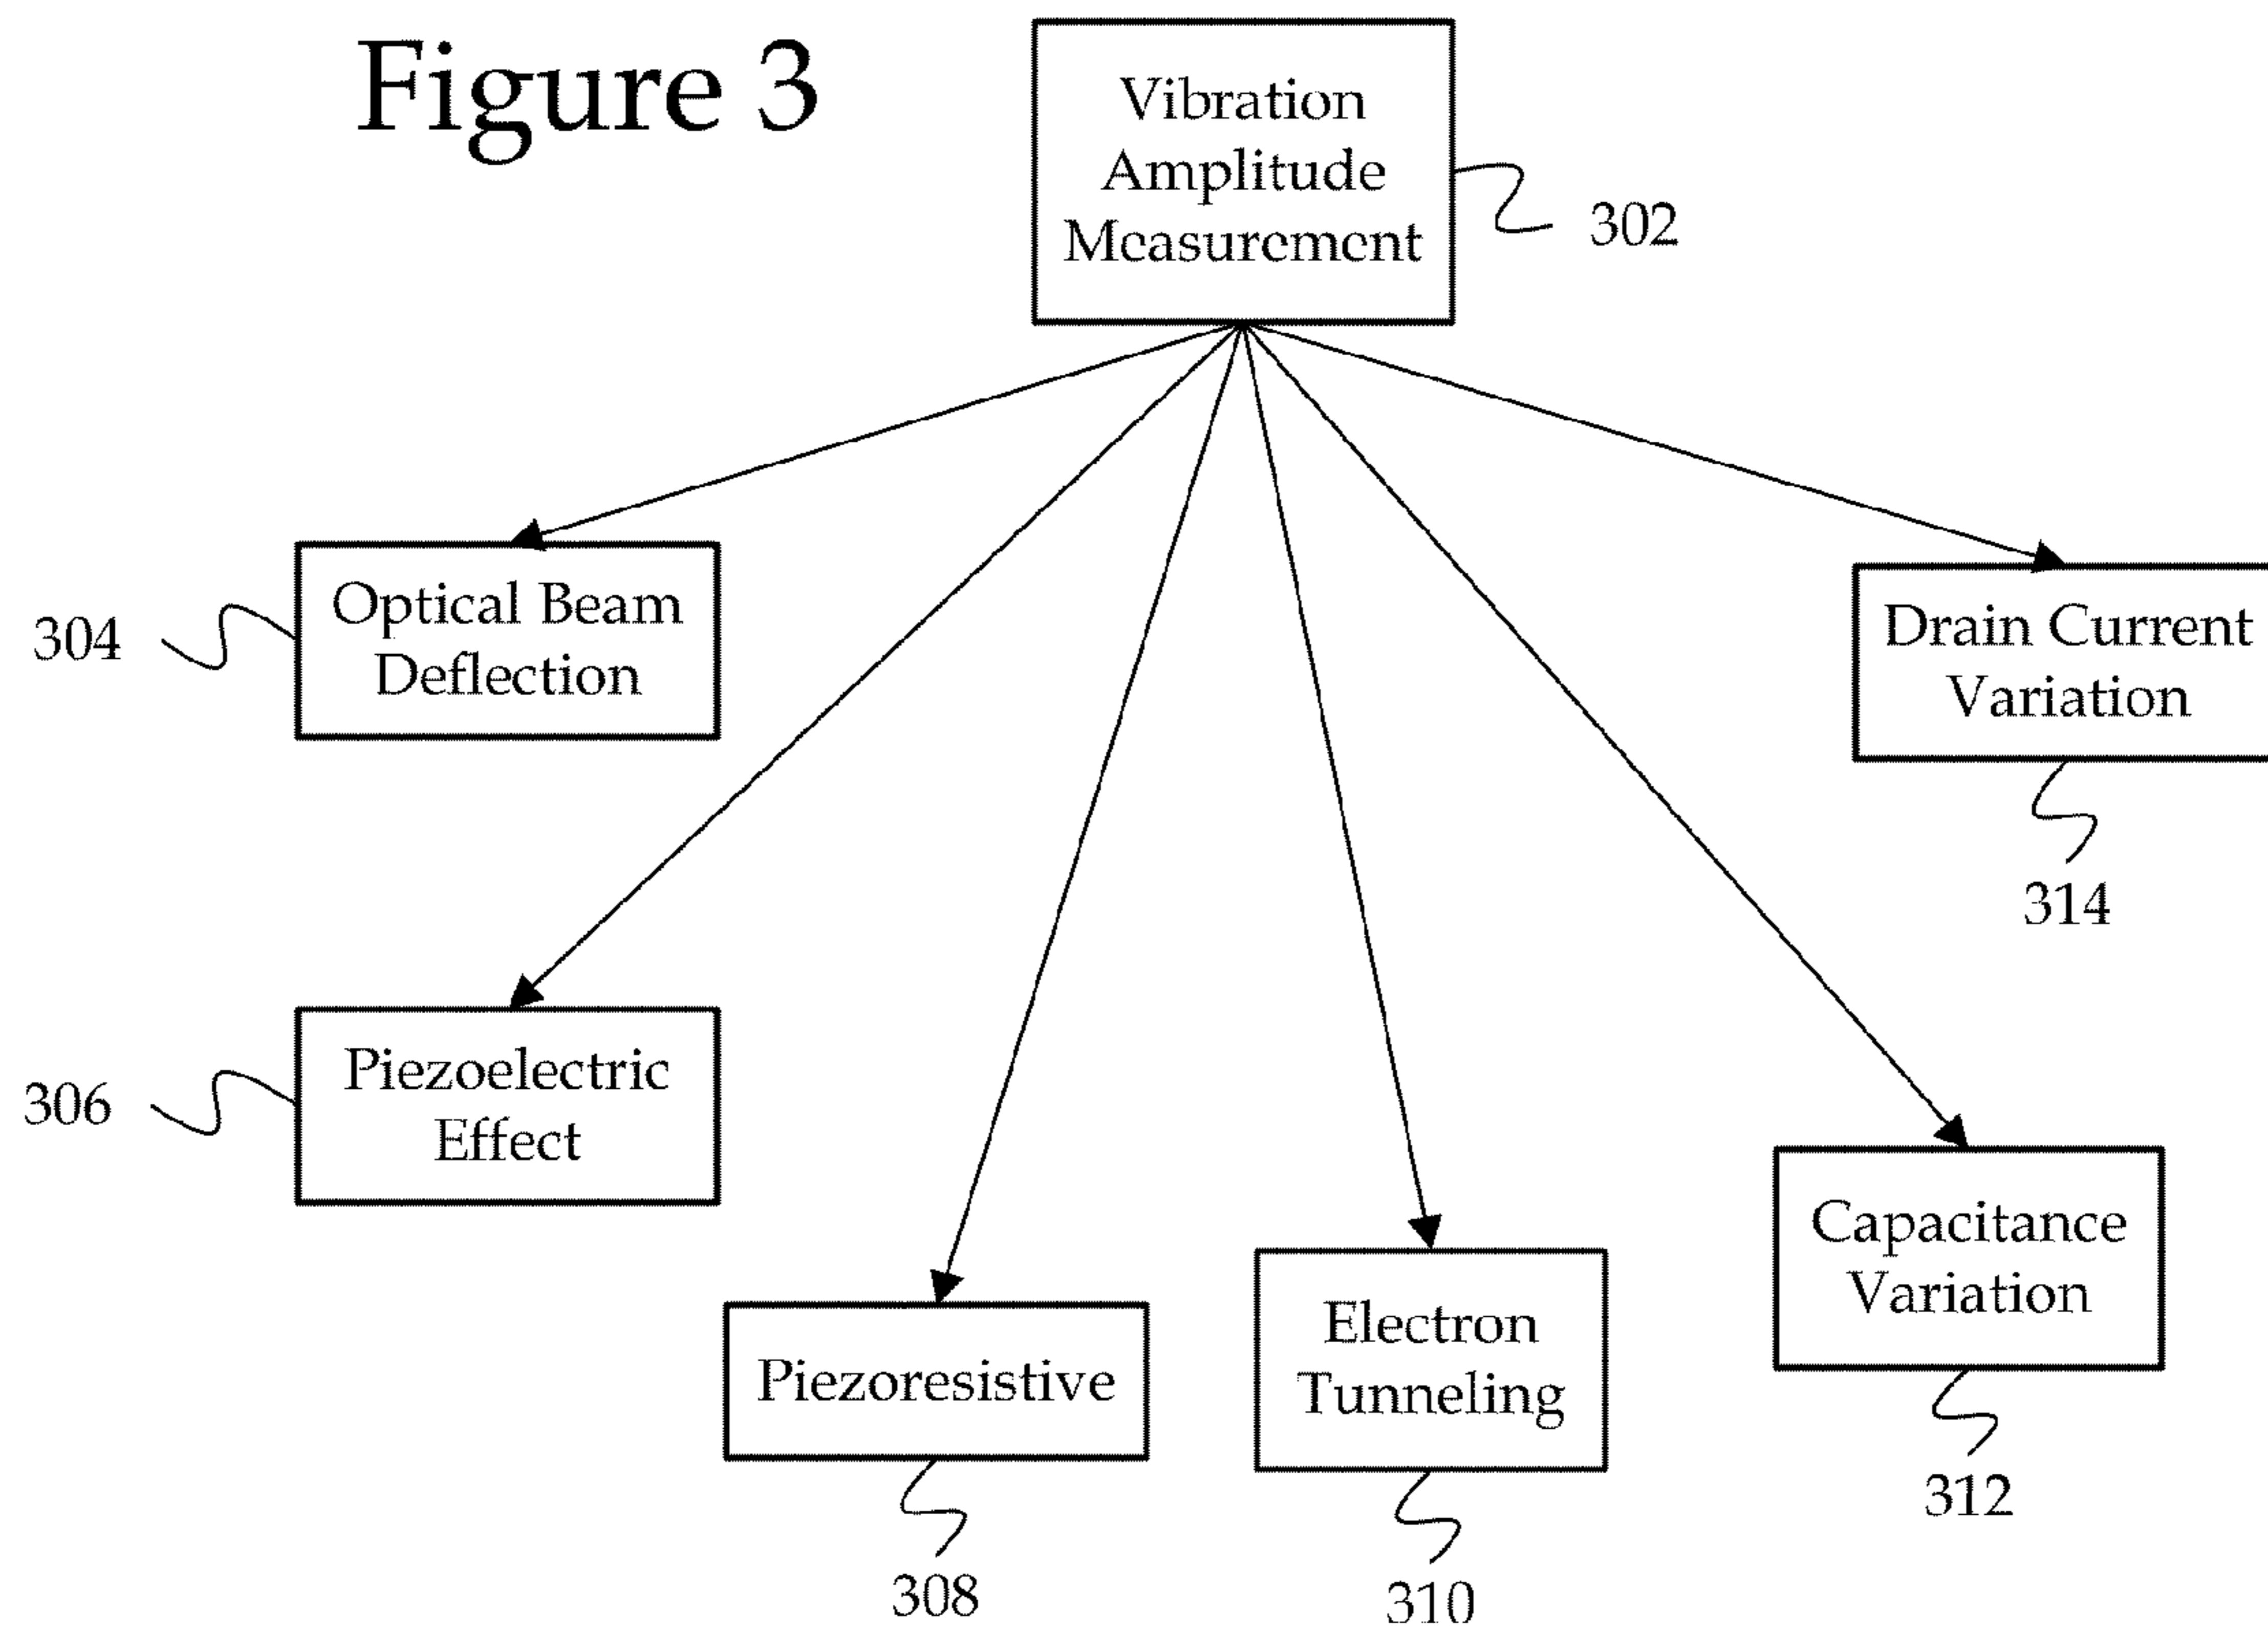 Figure 3
Vibration
Amplitude
Measurement
302
304
Optical Beam
Deflection
Drain Current
Variation
314
306
Piezoelectric
Effect
Capacitance
Variation
312
Piezoresistive
308
Electron
Tunneling
310